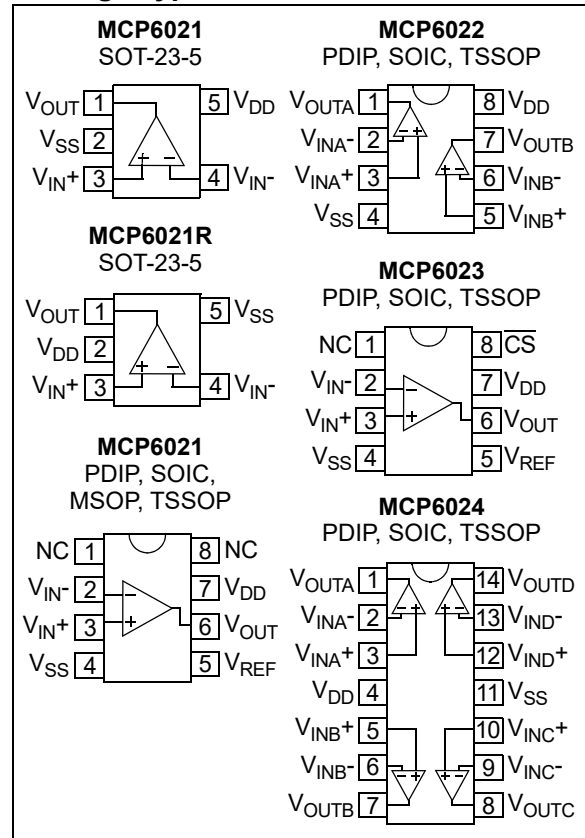 MCP6021
SOT-23-5
VOUT 1
VSS 2
VIN+ 3
5 VDD
4 VIN-
+ −
MCP6021R
SOT-23-5
VOUT 1
VDD 2
VIN+ 3
5 VSS
4 VIN-
+ −
MCP6021
PDIP, SOIC,
MSOP, TSSOP
NC 1
VIN- 2
VIN+ 3
VSS 4
8 NC
7 VDD
6 VOUT
5 VREF
−
+
MCP6022
PDIP, SOIC, TSSOP
VOUTA 1
VINA- 2
VINA+ 3
VSS 4
8 VDD
7 VOUTB
6 VINB-
5 VINB+
− +
+ −
MCP6023
PDIP, SOIC, TSSOP
NC 1
VIN- 2
VIN+ 3
VSS 4
8 CS
7 VDD
6 VOUT
5 VREF
−
+
MCP6024
PDIP, SOIC, TSSOP
VOUTA 1
VINA- 2
VINA+ 3
VDD 4
VINB+ 5
VINB- 6
VOUTB 7
14 VOUTD
13 VIND-
12 VIND+
11 VSS
10 VINC+
9 VINC-
8 VOUTC
− +
+ −
− +
+ −